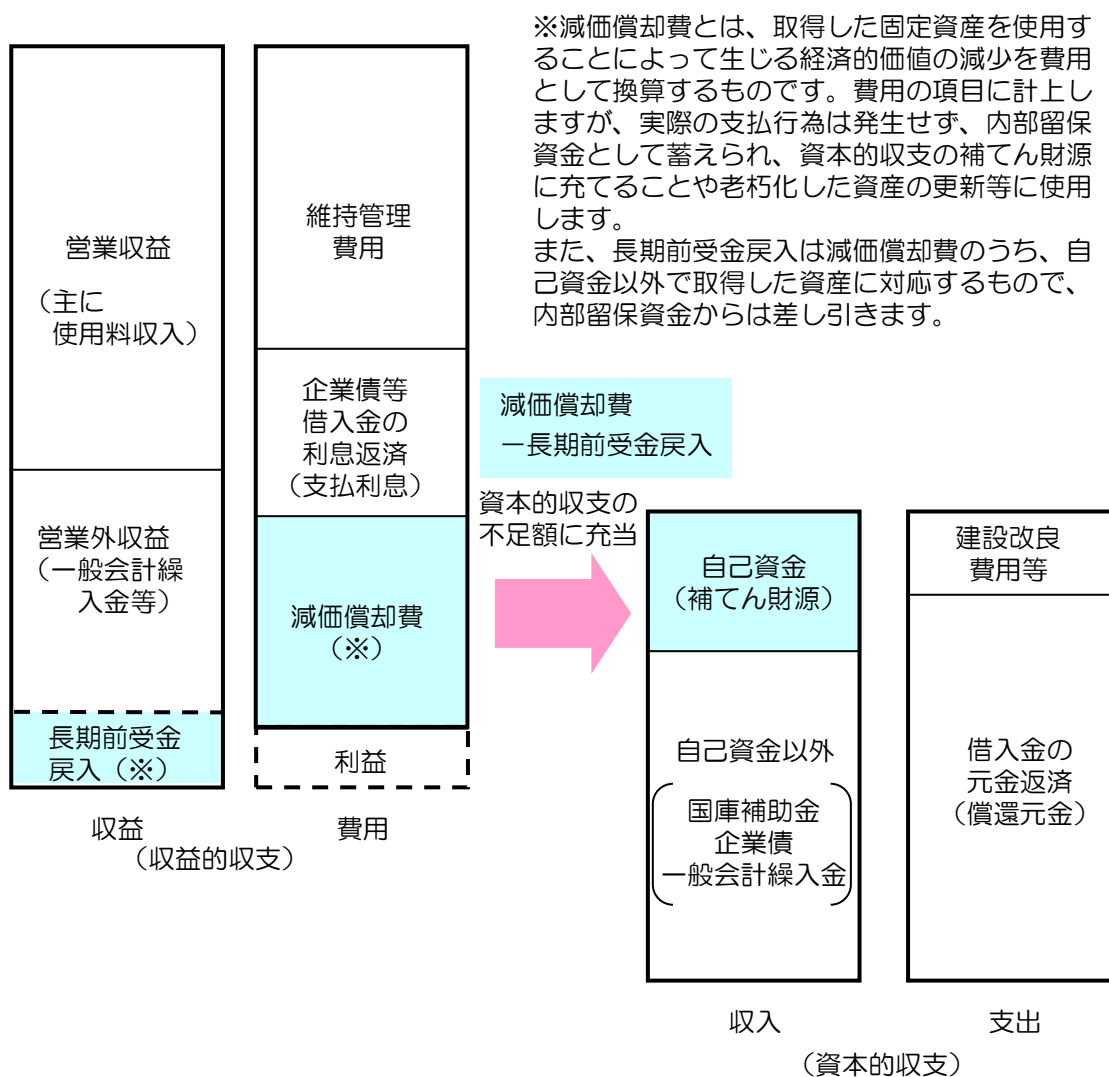 ※減価償却費とは、取得した固定資産を使用す
ることによって生じる経済的価値の減少を費用
として換算するものです。費用の項目に計上し
ますが、実際の支払行為は発生せず、内部留保
資金として蓄えられ、資本的収支の補てん財源
に充てることや老朽化した資産の更新等に使用
します。
また、長期前受金戻入は減価償却費のうち、自
己資金以外で取得した資産に対応するもので、
内部留保資金からは差し引きます。
営業収益
（主に
使用料収入）
営業外収益
（一般会計繰
入金等）
長期前受金
戻入（※）
収益
維持管理
費用
企業債等
借入金の
利息返済
（支払利息）
減価償却費
（※）
利益
費用
（収益的収支）
減価償却費
－長期前受金戻入
資本的収支の
不足額に充当
自己資金
（補てん財源）
自己資金以外
国庫補助金
企業債
一般会計繰入金
収入
建設改良
費用等
借入金の
元金返済
（償還元金）
支出
（資本的収支）